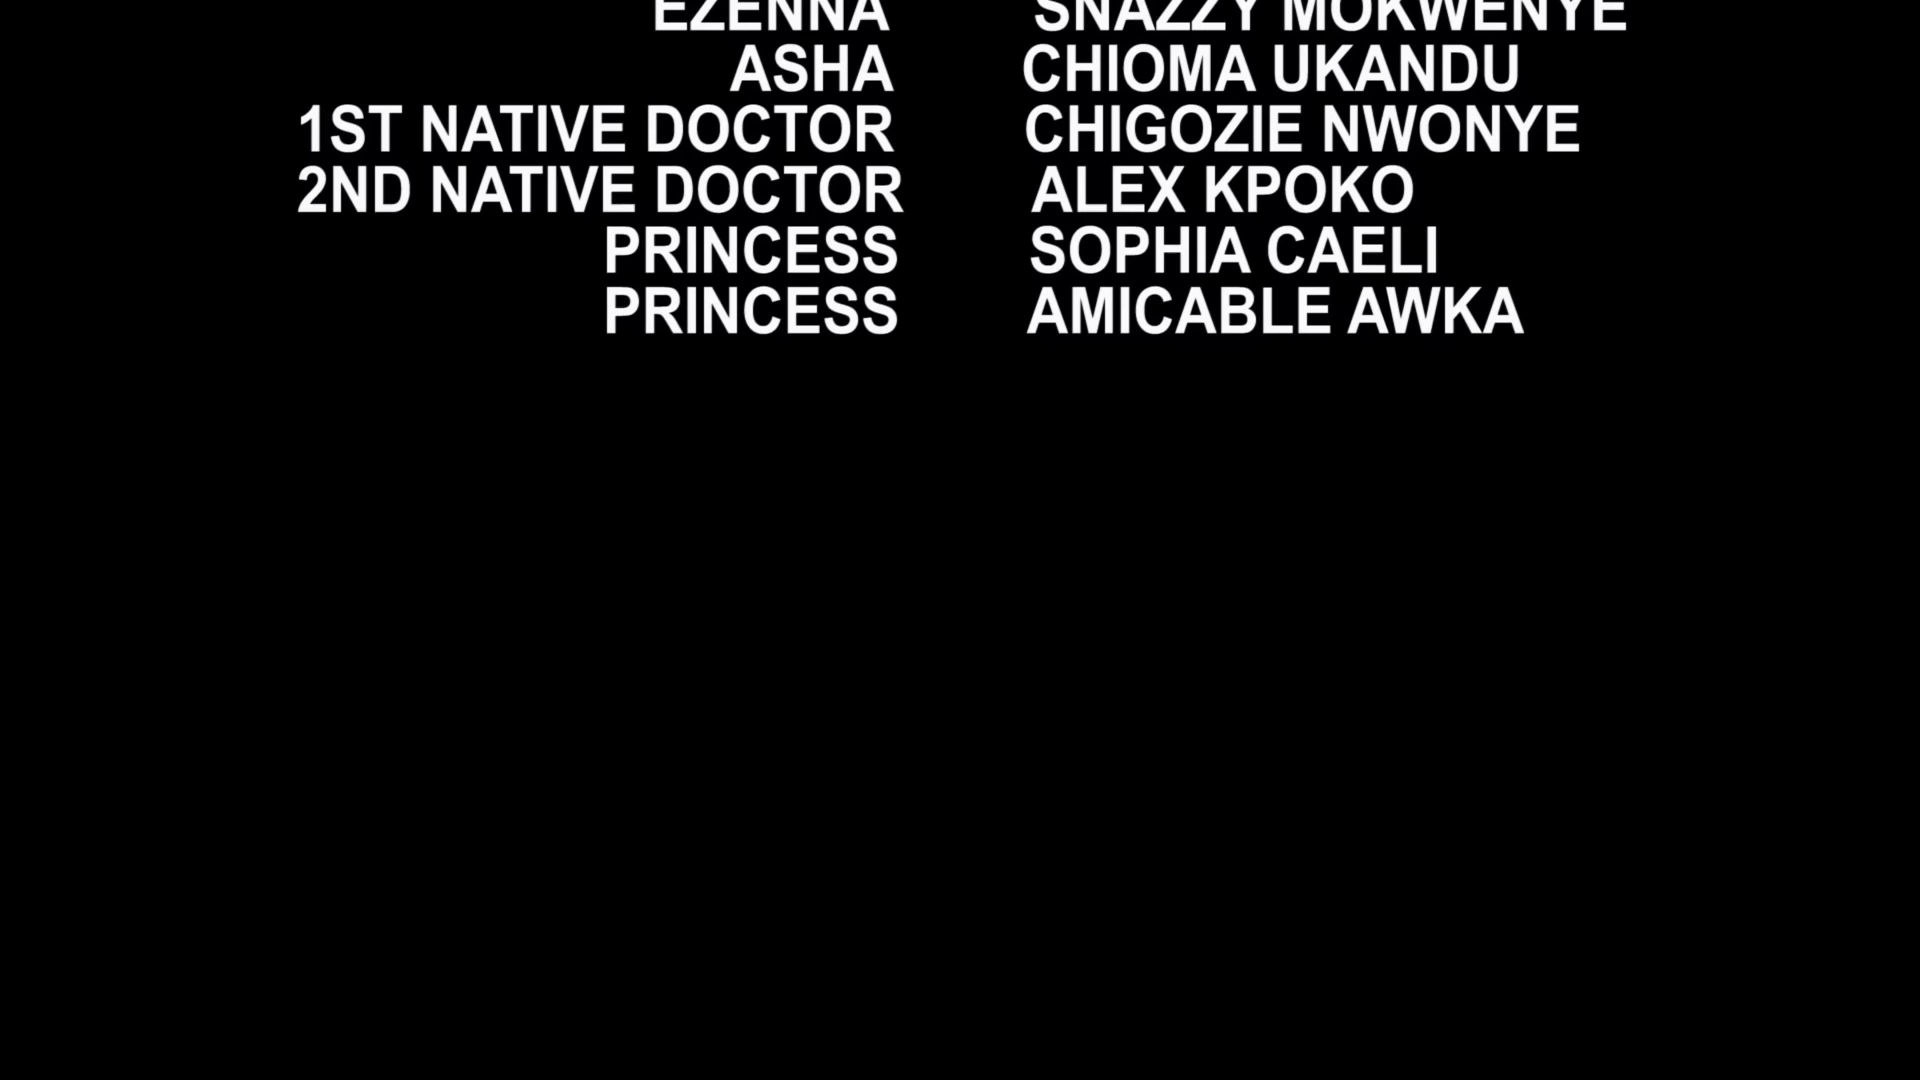 EZENNA SNAZZY MOKWENYE
ASHA CHIOMA UKANDU
1ST NATIVE DOCTOR CHIGOZIE NWONYE
2ND NATIVE DOCTOR ALEX KPOKO
PRINCESS SOPHIA CAELI
PRINCESS AMICABLE AWKA